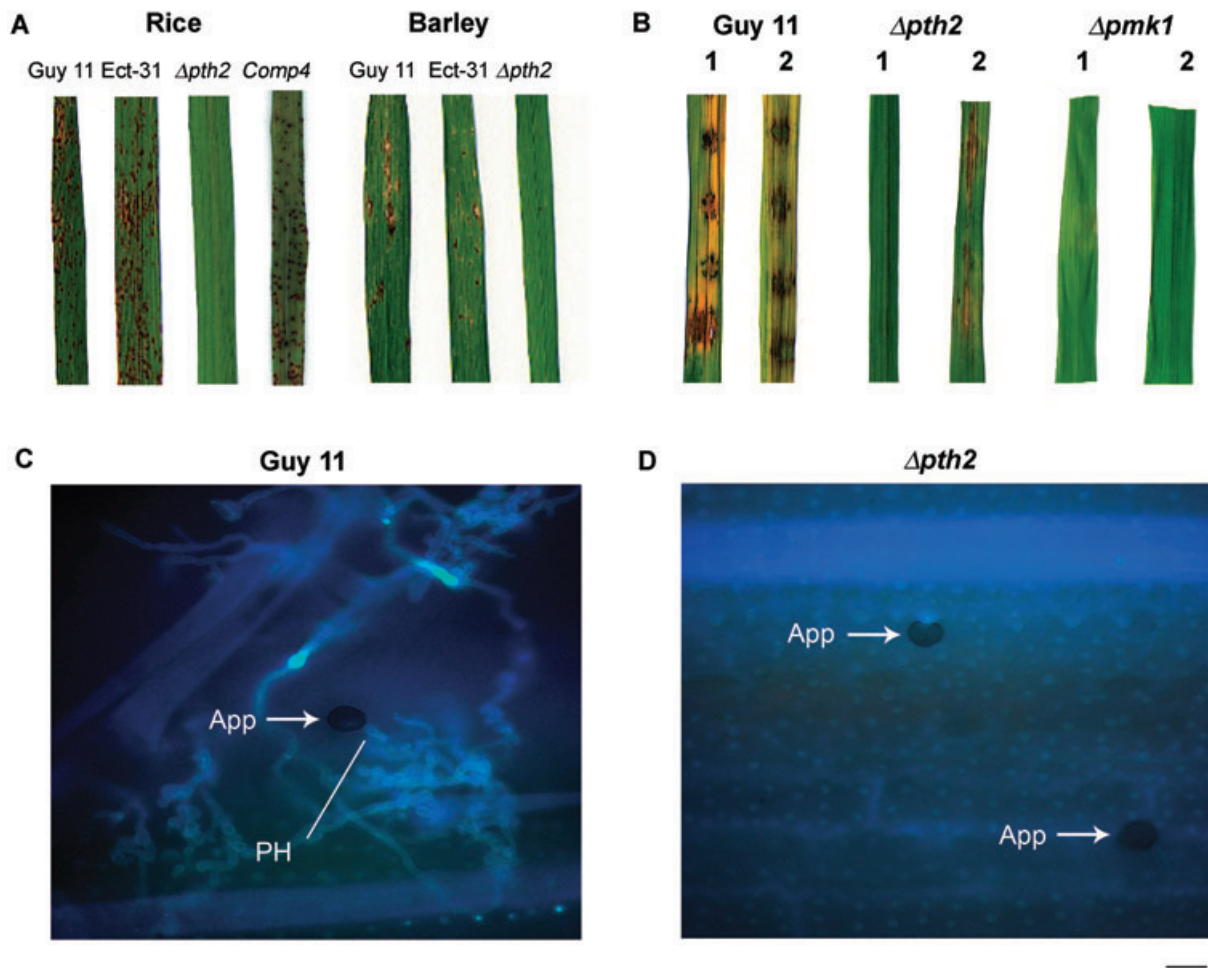 A
Rice
Barley
Guy 11 Ect-31 Δpth2 Comp4
Guy 11 Ect-31 Δpth2
B
Guy 11 Δpth2 Δpmk1
1 2 1 2 1 2
C
Guy 11
App
PH
D
Δpth2
App
App